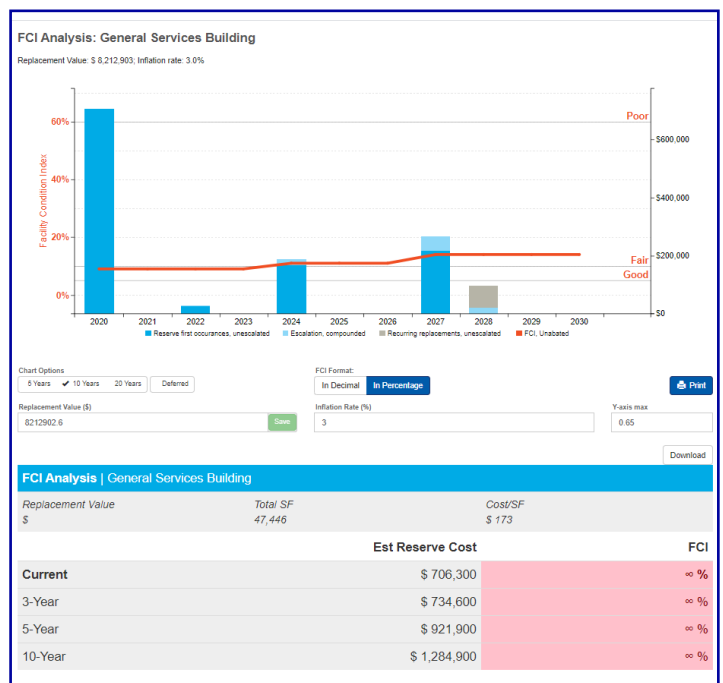 FCI Analysis: General Services Building
Replacement Value: $ 8,212,903; Inflation rate: 3.0%
Facility Condition Index
60%
40%
20%
0%
Poor
Fair
Good
$600,000
$400,000
$200,000
$0
2020 2021 2022 2023 2024 2025 2026 2027 2028 2029 2030
Reserve first occurances, unescalated Escalation, compounded Recurring replacements, unescalated FCI, Unabated
Chart Options FCI Format:
5 Years ✔ 10 Years 20 Years Deferred In Decimal In Percentage Print
Replacement Value ($) Inflation Rate (%) Y-axis max
8212902.6 Save 3 0.65
Download
FCI Analysis | General Services Building
Replacement Value Total SF Cost/SF
$ 47,446 $ 173
Est Reserve Cost FCI
Current $ 706,300 ∞ %
3-Year $ 734,600 ∞ %
5-Year $ 921,900 ∞ %
10-Year $ 1,284,900 ∞ %